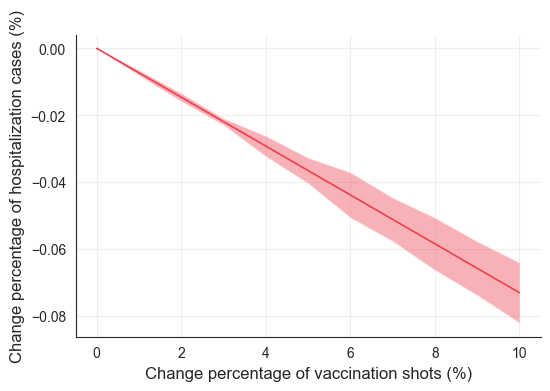 Change percentage of hospitalization cases (%)
0.00
−0.02
−0.04
−0.06
−0.08
0 2 4 6 8 10
Change percentage of vaccination shots (%)